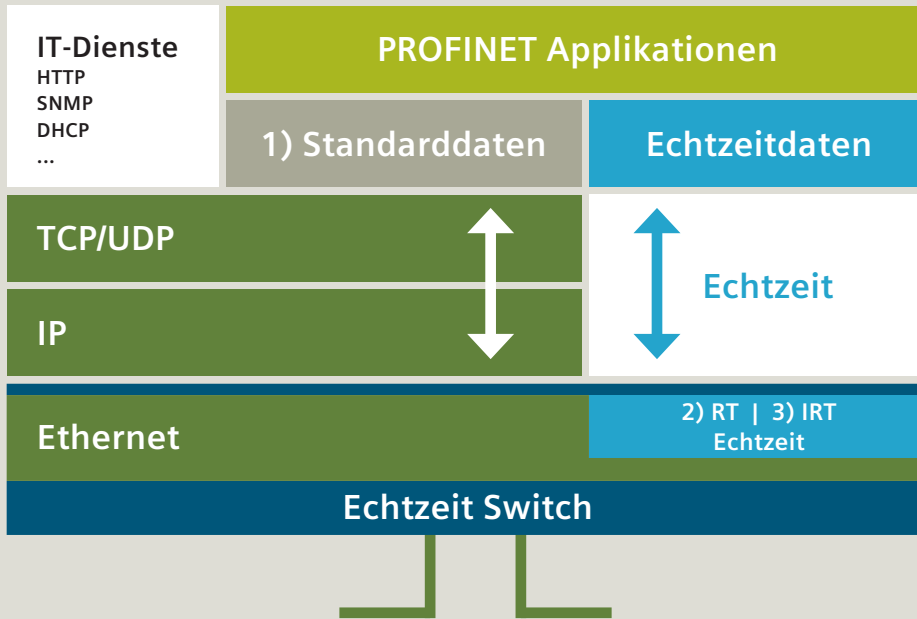 IT-Dienste
HTTP
SNMP
DHCP
...
PROFINET Applikationen
1) Standarddaten
Echtzeitdaten
TCP/UDP
IP
Echtzeit
Ethernet
2) RT | 3) IRT
Echtzeit
Echtzeit Switch